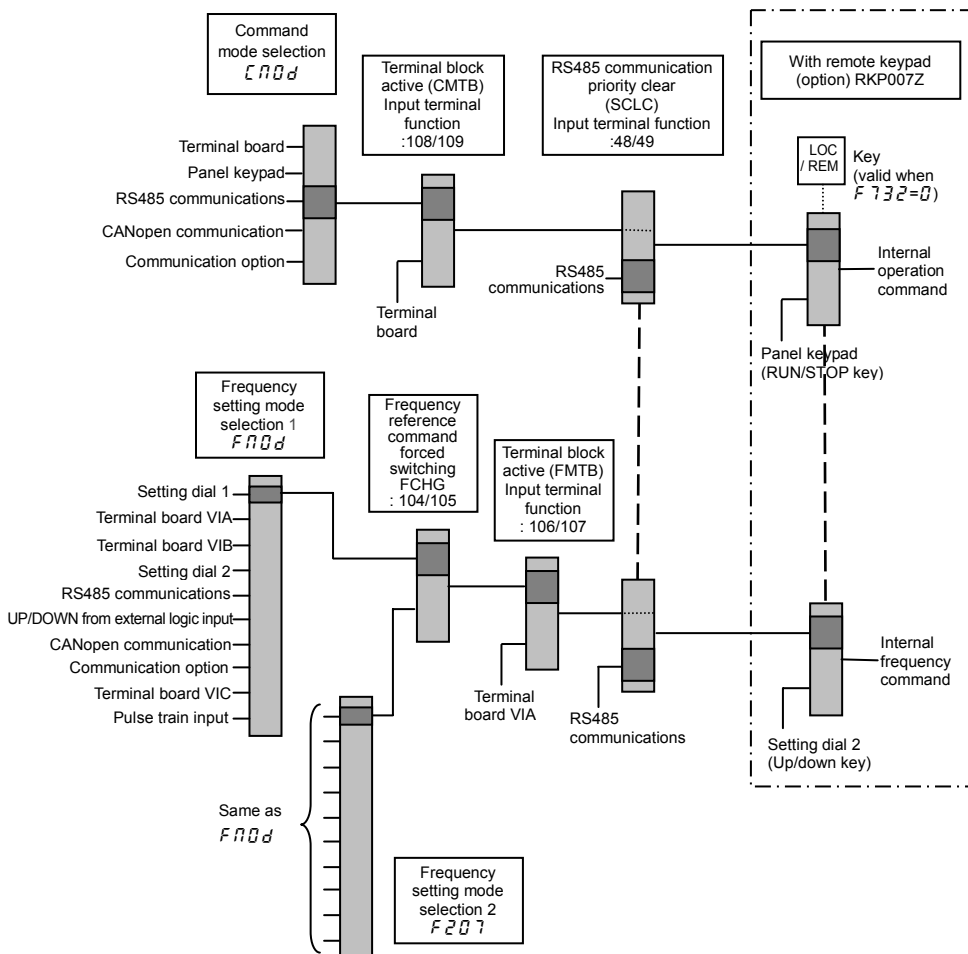 Command
mode selection
CMOd
Terminal block
active (CMTB)
Input terminal
function
:108/109
RS485 communication
priority clear
(SCLC)
Input terminal function
:48/49
With remote keypad
(option) RKP007Z
LOC
/ REM
Key
(valid when
F732=0)
Terminal board
Panel keypad
RS485 communications
CANopen communication
Communication option
Terminal
board
RS485
communications
Internal
operation
command
Panel keypad
(RUN/STOP key)
Frequency
setting mode
selection 1
FMOd
Frequency
reference
command
forced
switching
FCHG
: 104/105
Terminal block
active (FMTB)
Input terminal
function
: 106/107
Setting dial 1
Terminal board VIA
Terminal board VIB
Setting dial 2
RS485 communications
UP/DOWN from external logic input
CANopen communication
Communication option
Terminal board VIC
Pulse train input
Terminal
board VIA
RS485
communications
Internal
frequency
command
Setting dial 2
(Up/down key)
Same as
FMOd
Frequency
setting mode
selection 2
F207